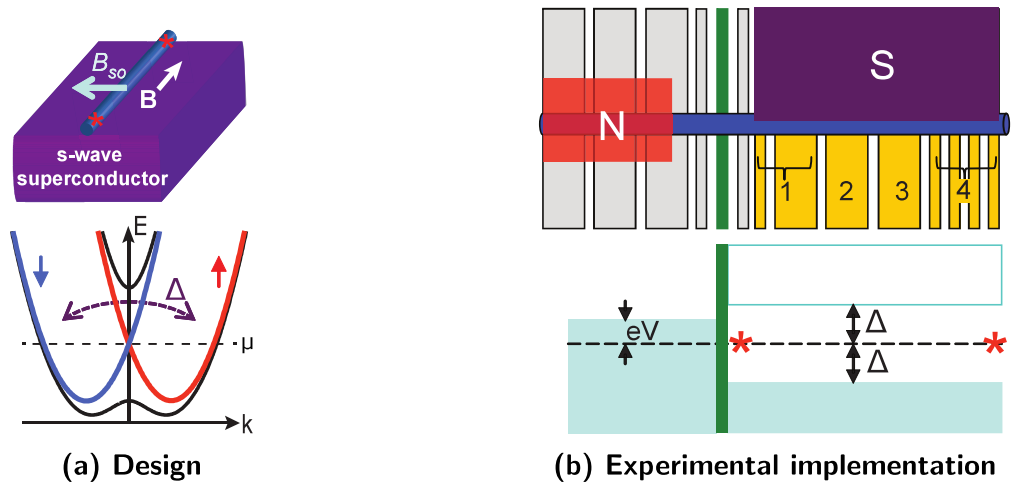 B_so
B
s-wave
superconductor
E
Δ
μ
k
(a) Design
N
S
1
2
3
4
eV
Δ
Δ
(b) Experimental implementation